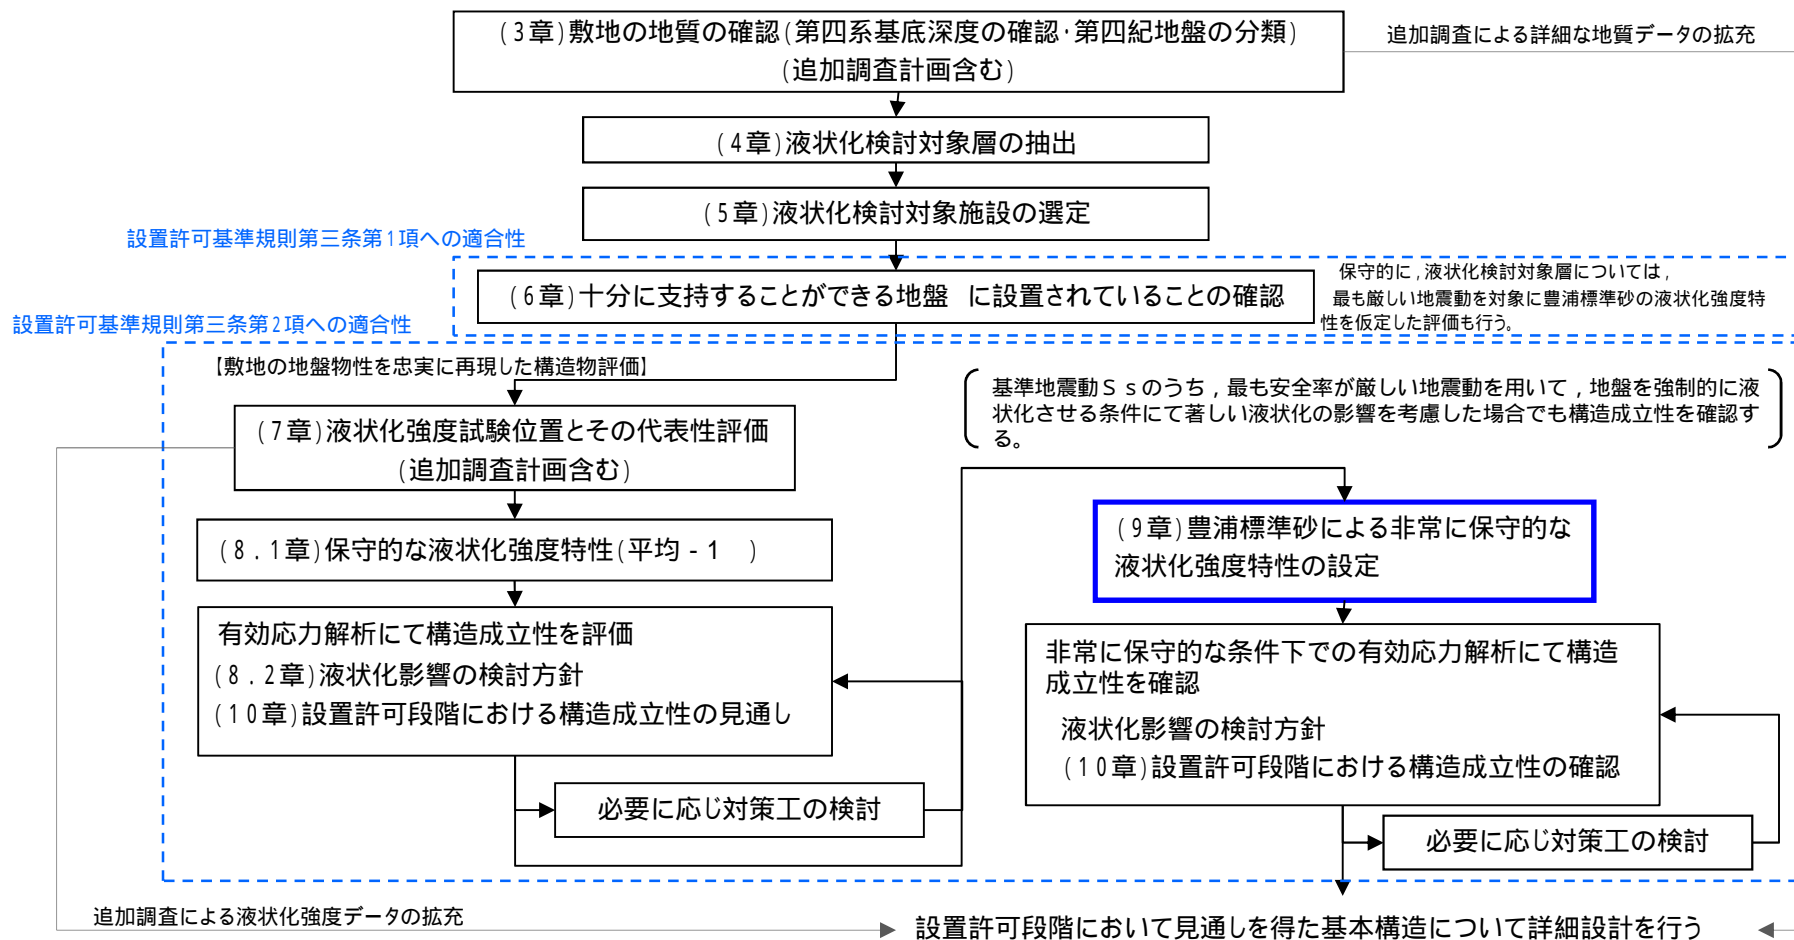 (3章)敷地の地質の確認(第四系基底深度の確認・第四紀地盤の分類)
(追加調査計画含む)
追加調査による詳細な地質データの拡充
(4章)液状化検討対象層の抽出
(5章)液状化検討対象施設の選定
設置許可基準規則第三条第1項への適合性
(6章)十分に支持することができる地盤 に設置されていることの確認
保守的に,液状化検討対象層については,
最も厳しい地震動を対象に豊浦標準砂の液状化強度特
性を仮定した評価も行う。
設置許可基準規則第三条第2項への適合性
【敷地の地盤物性を忠実に再現した構造物評価】
基準地震動Ssのうち,最も安全率が厳しい地震動を用いて,地盤を強制的に液
状化させる条件にて著しい液状化の影響を考慮した場合でも構造成立性を確認す
る。
(7章)液状化強度試験位置とその代表性評価
(追加調査計画含む)
(8.1章)保守的な液状化強度特性(平均-1 )
有効応力解析にて構造成立性を評価
(8.2章)液状化影響の検討方針
(10章)設置許可段階における構造成立性の見通し
必要に応じ対策工の検討
(9章)豊浦標準砂による非常に保守的な
液状化強度特性の設定
非常に保守的な条件下での有効応力解析にて構造
成立性を確認
液状化影響の検討方針
(10章)設置許可段階における構造成立性の確認
必要に応じ対策工の検討
追加調査による液状化強度データの拡充
設置許可段階において見通しを得た基本構造について詳細設計を行う